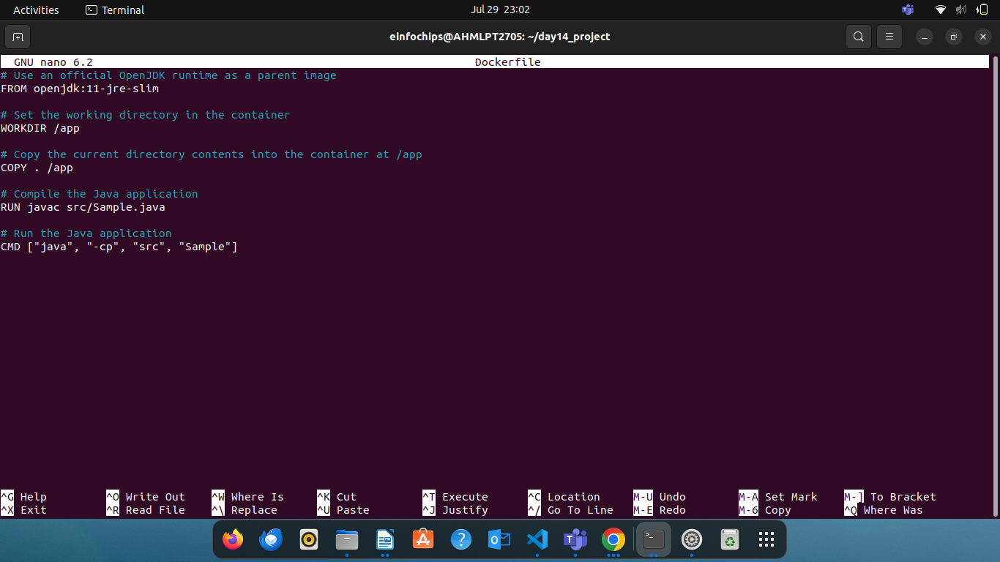 Activities Terminal Jul 29 23:02
einfochips@AHMLPT2705: ~/day14_project
GNU nano 6.2 Dockerfile
# Use an official OpenJDK runtime as a parent image
FROM openjdk:11-jre-slim
# Set the working directory in the container
WORKDIR /app
# Copy the current directory contents into the container at /app
COPY . /app
# Compile the Java application
RUN javac src/Sample.java
# Run the Java application
CMD ["java", "-cp", "src", "Sample"]
^G Help ^O Write Out ^W Where Is ^K Cut ^T Execute ^C Location M-U Undo M-A Set Mark M-] To Bracket
^X Exit ^R Read File ^\ Replace ^U Paste ^J Justify ^/ Go To Line M-E Redo M-6 Copy ^Q Where Was